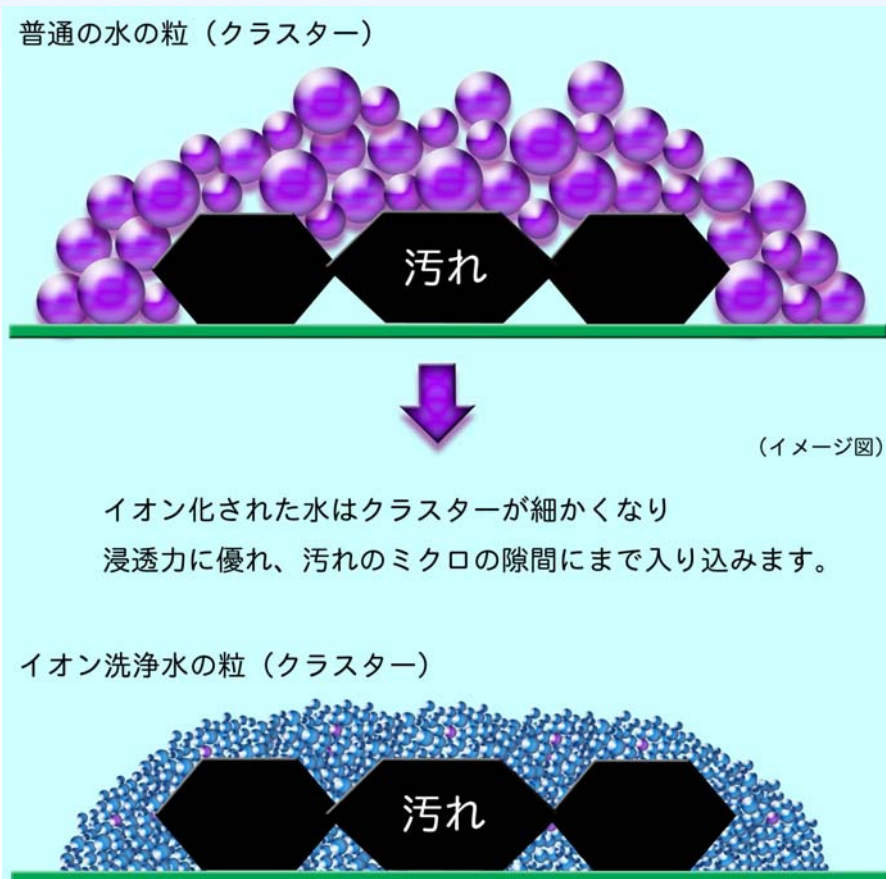 普通の水の粒（クラスター）
汚れ
（イメージ図）
イオン化された水はクラスターが細かくなり
浸透力に優れ、汚れのミクロの隙間にまで入り込みます。
イオン洗浄水の粒（クラスター）
汚れ